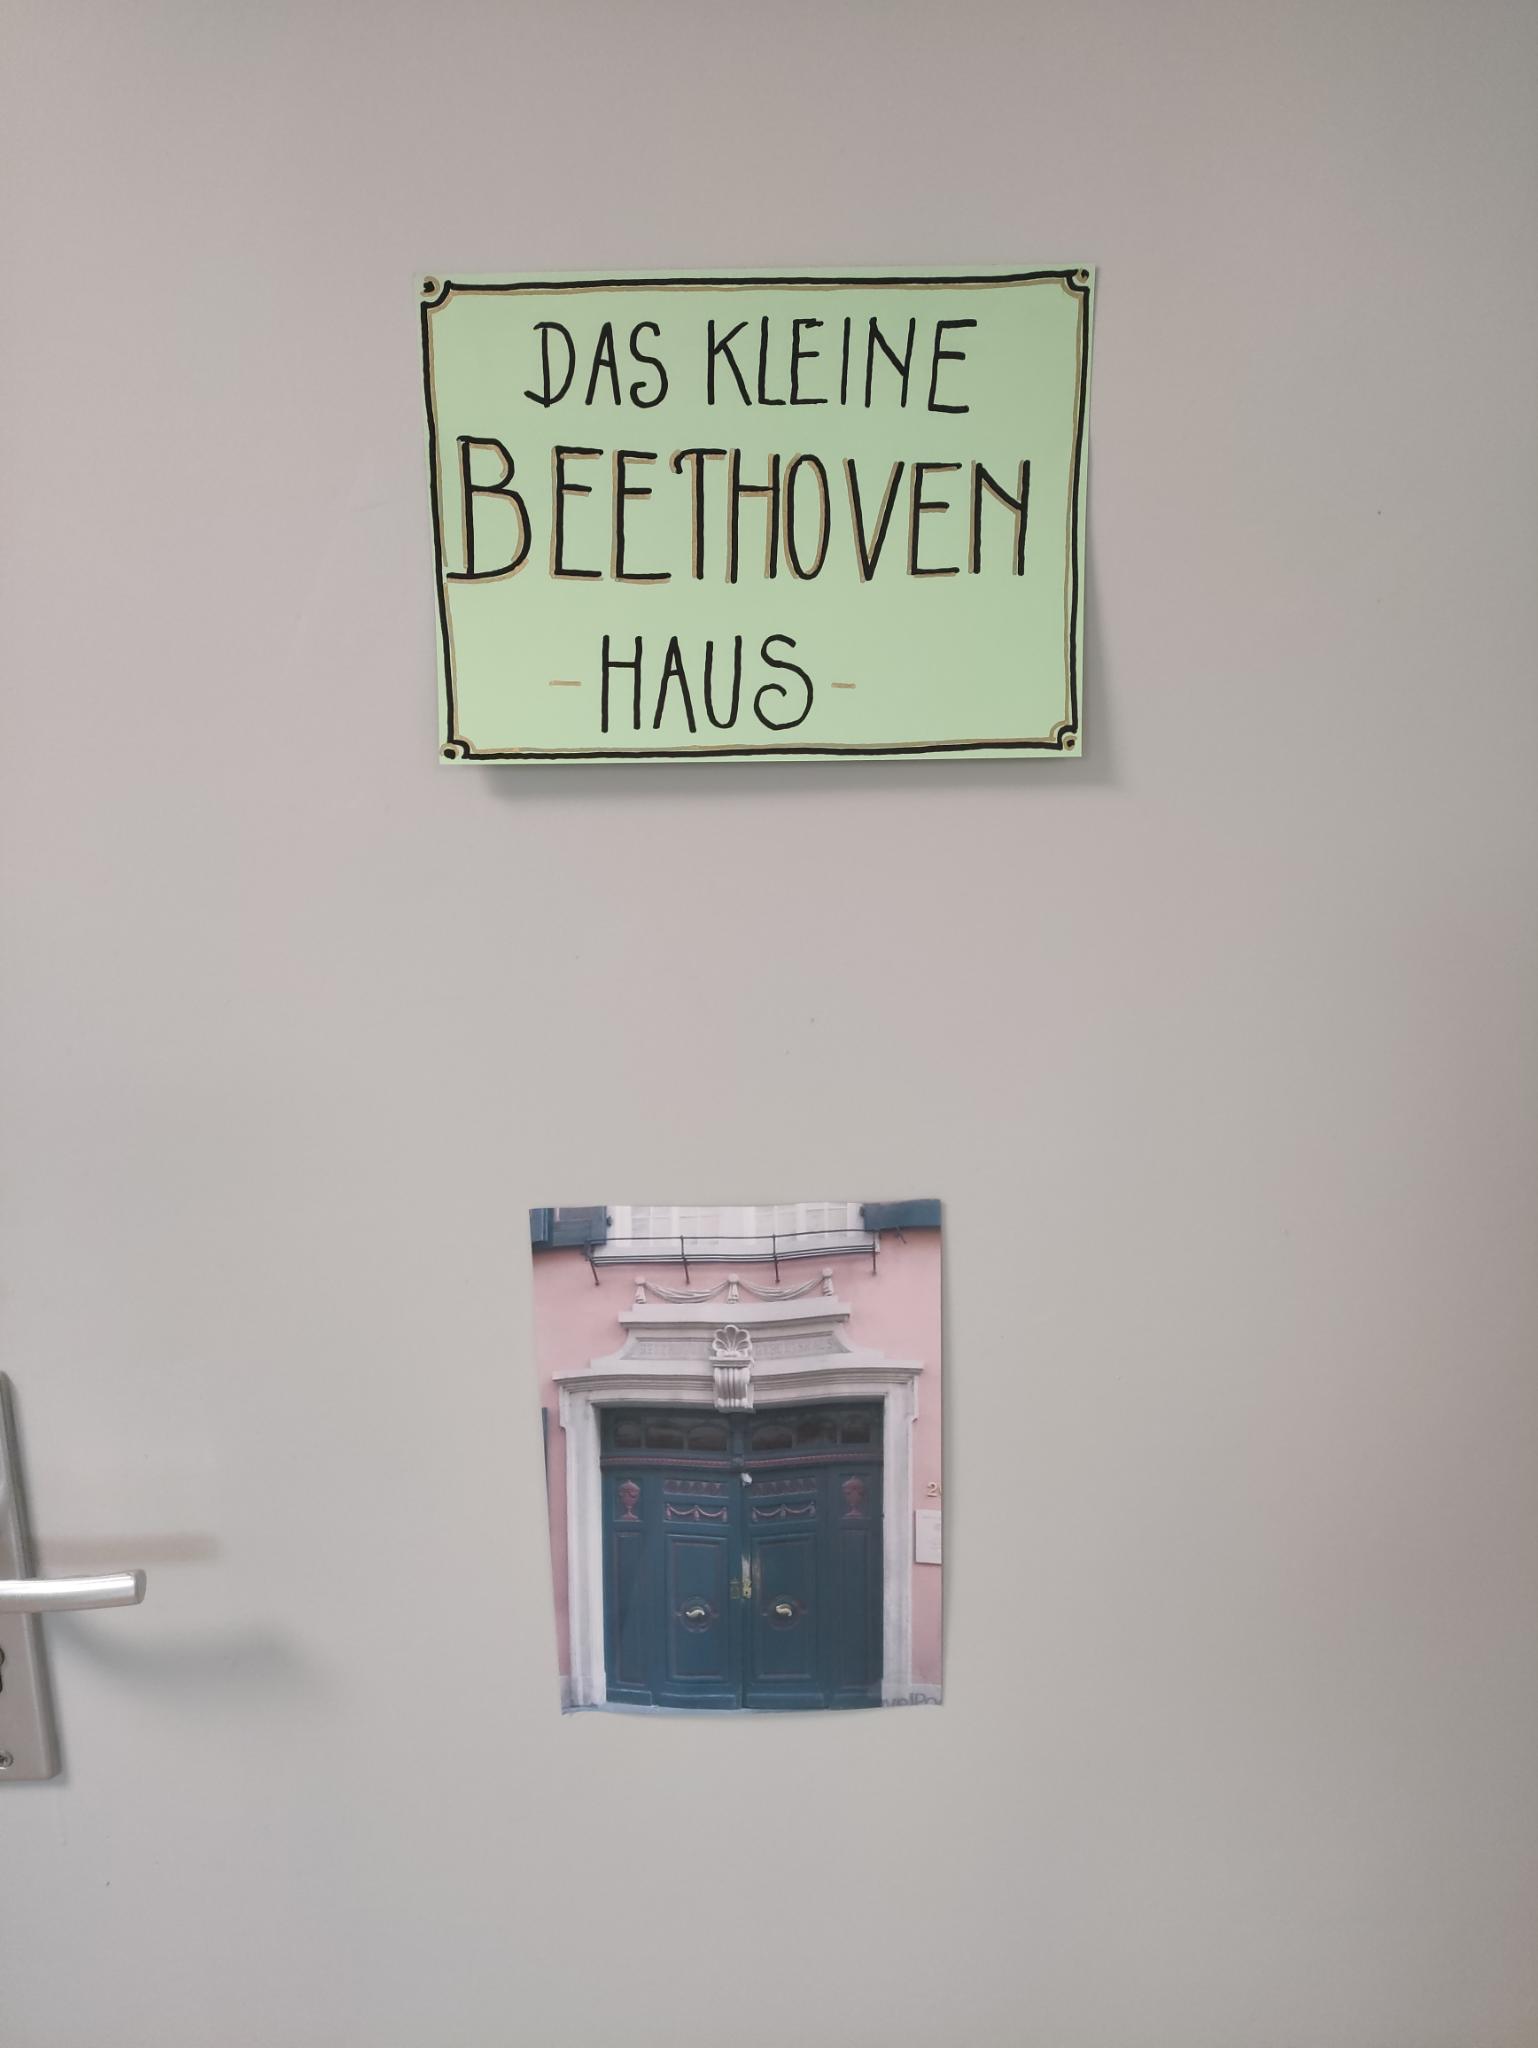 DAS KLEINE
BEETHOVEN
-HAUS-